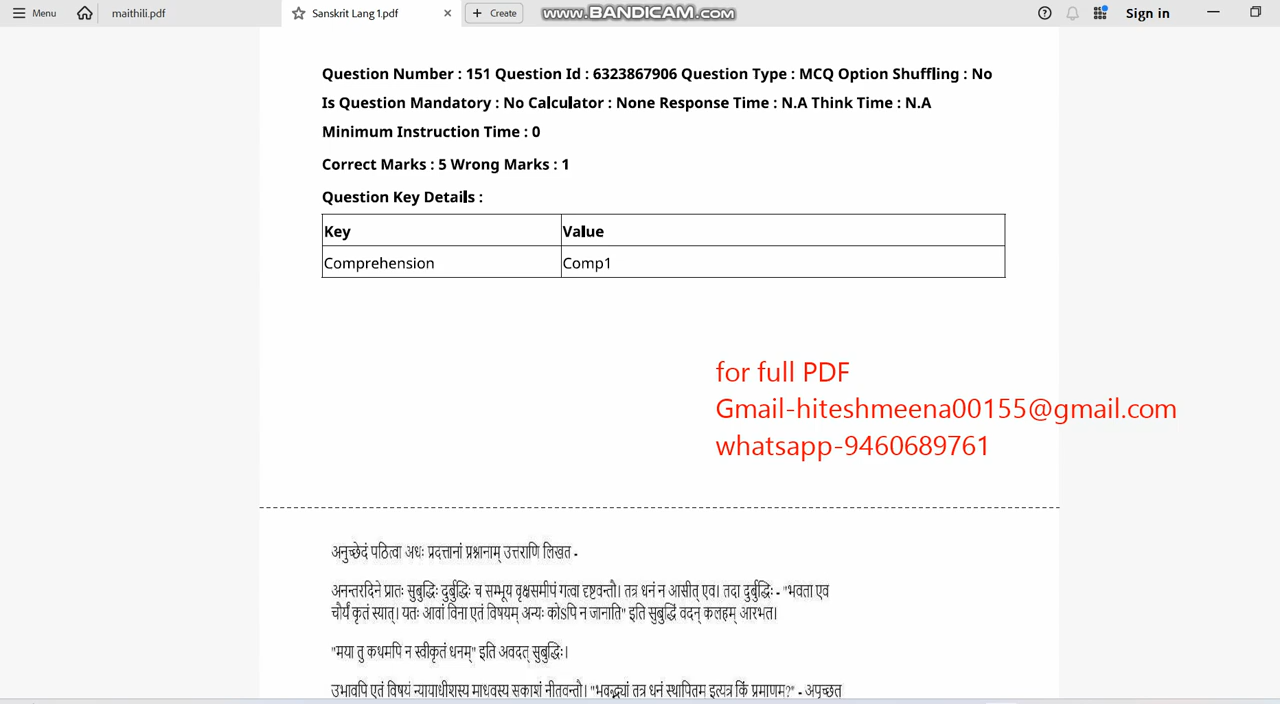 Menu
maithili.pdf
Sanskrit Lang 1.pdf
×
+ Create
www.BANDICAM.com
Sign in
Question Number : 151 Question Id : 6323867906 Question Type : MCQ Option Shuffling : No
Is Question Mandatory : No Calculator : None Response Time : N.A Think Time : N.A
Minimum Instruction Time : 0
Correct Marks : 5 Wrong Marks : 1
Question Key Details :
Key Value
Comprehension Comp1
for full PDF
Gmail-hiteshmeena00155@gmail.com
whatsapp-9460689761
अनुच्छेदं पठित्वा अधः प्रदत्तानां प्रश्नानाम् उत्तराणि लिखत -
अनन्तरदिने प्रातः सुबुद्धिः दुर्बुद्धिः च सम्भूय वृक्षसमीपं गत्वा दृष्टवन्तौ। तत्र धनं न आसीत् एव। तदा दुर्बुद्धिः - "भवता एव
चौर्यं कृतं स्यात्। यतः आवां विना एतं विषयम् अन्यः कोऽपि न जानाति" इति सुबुद्धिं वदन् कलहम् आरभत।
"मया तु कथमपि न स्वीकृतं धनम्" इति अवदत् सुबुद्धिः।
उभावपि एतं विषयं न्यायाधीशस्य माधवस्य सकाशं नीतवन्तौ। "भवद्भ्यां तत्र धनं स्थापितम् इत्यत्र किं प्रमाणम्?" - अपृच्छत्